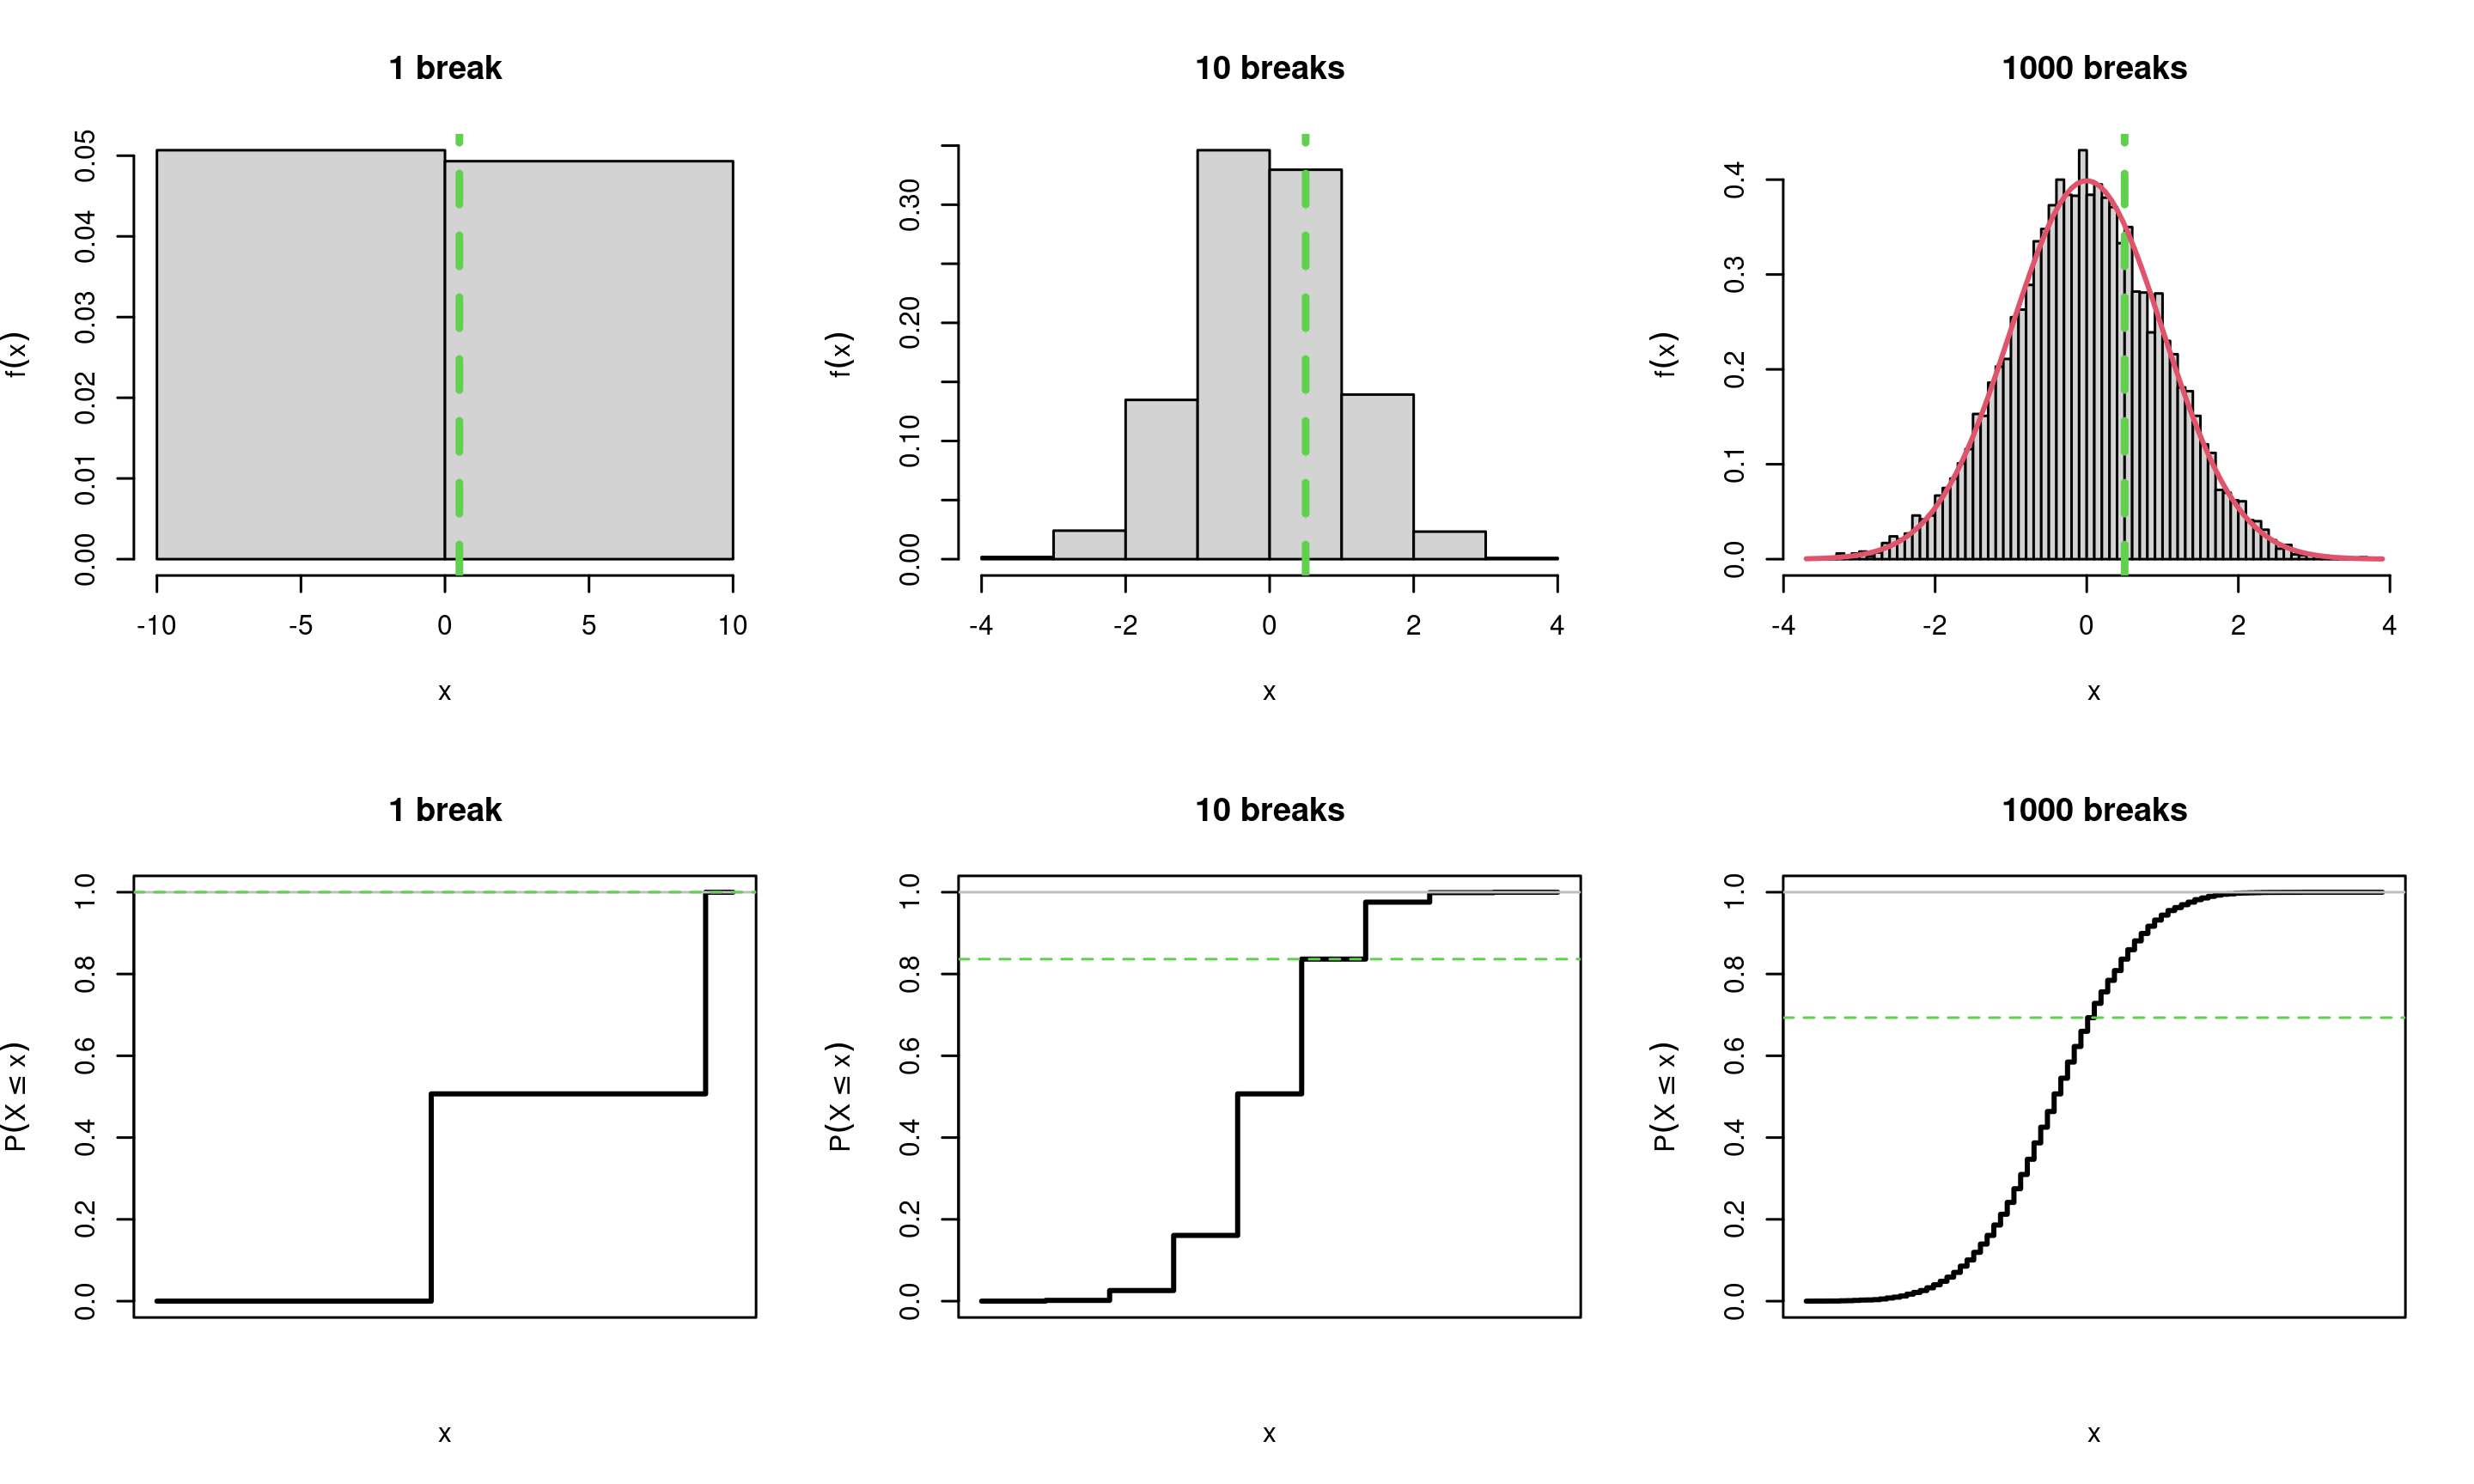 1 break
10 breaks
1000 breaks
f(x)
0.00 0.01 0.02 0.03 0.04 0.05
-10 -5 0 5 10
x
f(x)
0.00 0.10 0.20 0.30
-4 -2 0 2 4
x
f(x)
0.0 0.1 0.2 0.3 0.4
-4 -2 0 2 4
x
1 break
10 breaks
1000 breaks
P(X ≤ x)
0.0 0.2 0.4 0.6 0.8 1.0
x
P(X ≤ x)
0.0 0.2 0.4 0.6 0.8 1.0
x
P(X ≤ x)
0.0 0.2 0.4 0.6 0.8 1.0
x